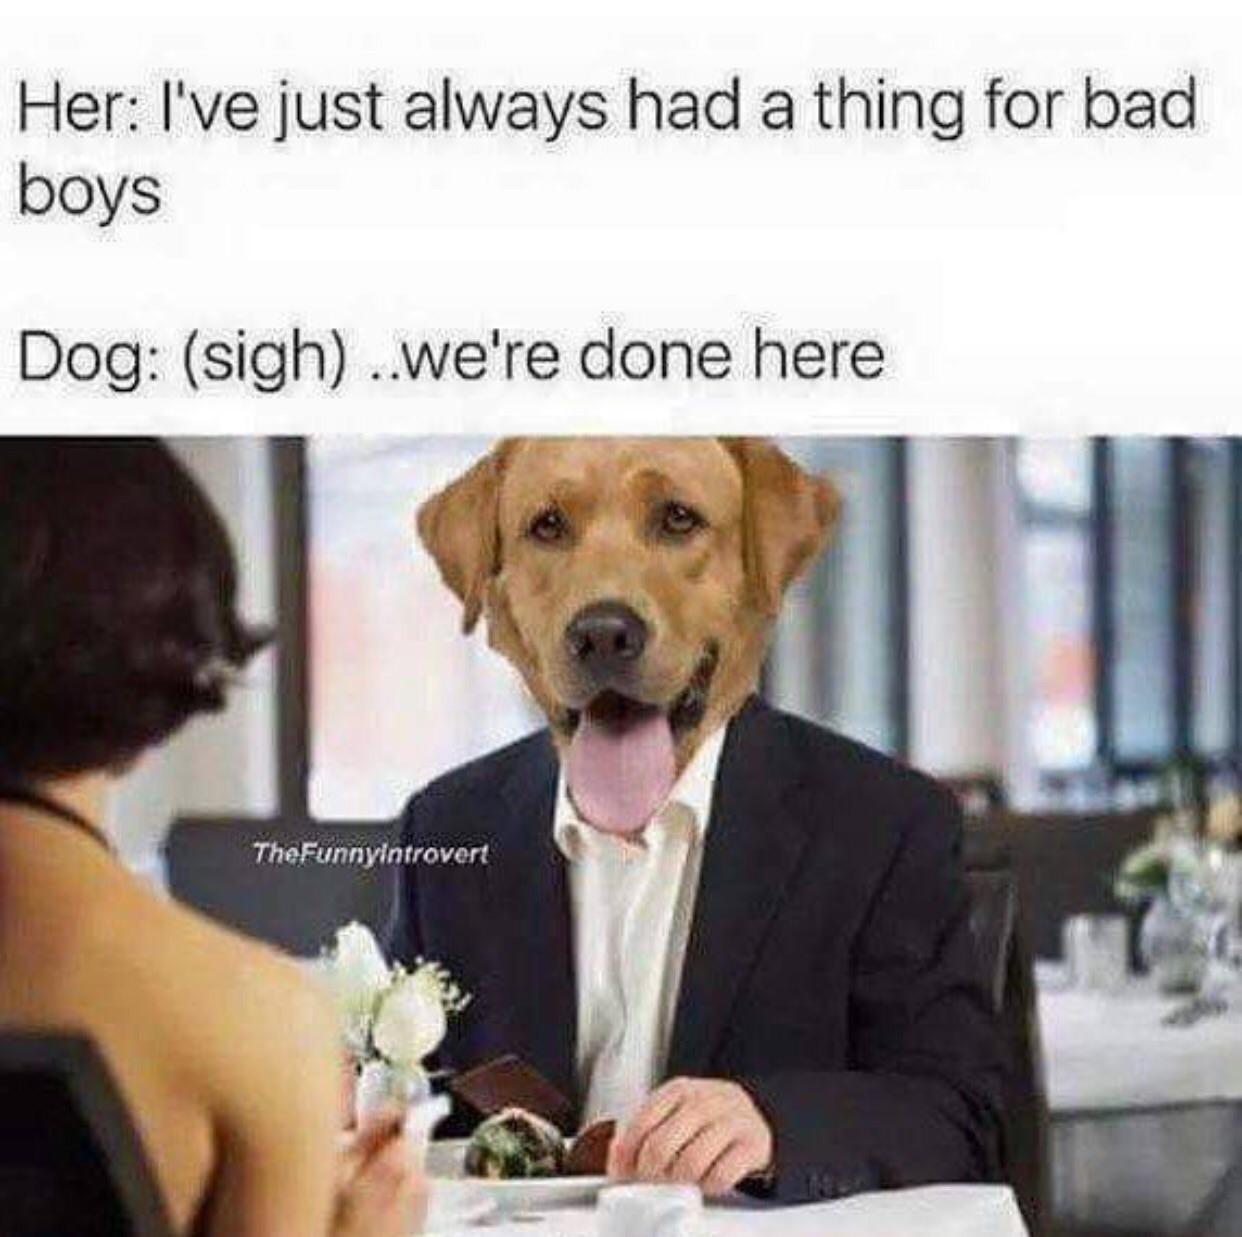 Her: I've just always had a thing for bad
boys
Dog: (sigh) ..we're done here
TheFunnyIntrovert